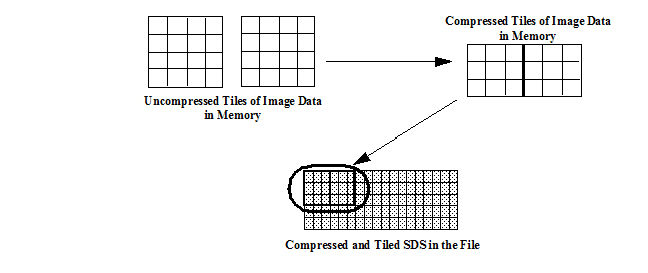 Compressed Tiles of Image Data
in Memory
Uncompressed Tiles of Image Data
in Memory
Compressed and Tiled SDS in the File